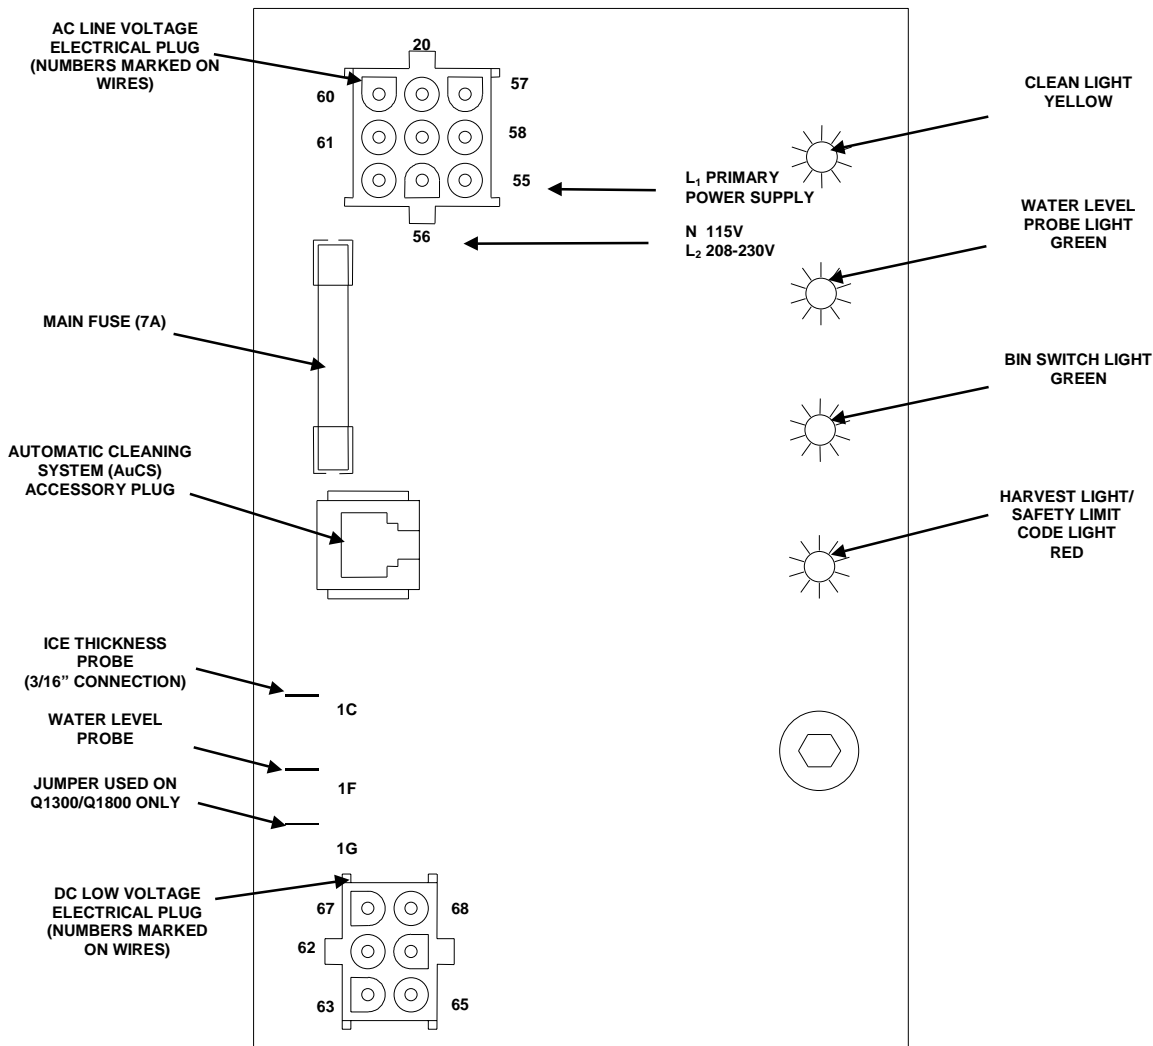 AC LINE VOLTAGE
ELECTRICAL PLUG
(NUMBERS MARKED ON
WIRES)
20
60
57
61
58
55
56
L₁ PRIMARY
POWER SUPPLY
N 115V
L₂ 208-230V
CLEAN LIGHT
YELLOW
WATER LEVEL
PROBE LIGHT
GREEN
MAIN FUSE (7A)
BIN SWITCH LIGHT
GREEN
AUTOMATIC CLEANING
SYSTEM (AuCS)
ACCESSORY PLUG
HARVEST LIGHT/
SAFETY LIMIT
CODE LIGHT
RED
ICE THICKNESS
PROBE
(3/16” CONNECTION)
1C
WATER LEVEL
PROBE
1F
JUMPER USED ON
Q1300/Q1800 ONLY
1G
DC LOW VOLTAGE
ELECTRICAL PLUG
(NUMBERS MARKED
ON WIRES)
67
68
62
63
65